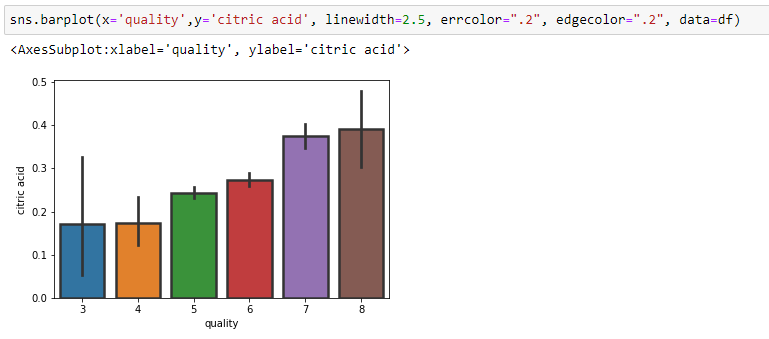 sns.barplot(x='quality',y='citric acid', linewidth=2.5, errcolor=".2", edgecolor=".2", data=df)
<AxesSubplot:xlabel='quality', ylabel='citric acid'>
0.5
0.4
0.3
0.2
0.1
0.0
citric acid
3 4 5 6 7 8
quality